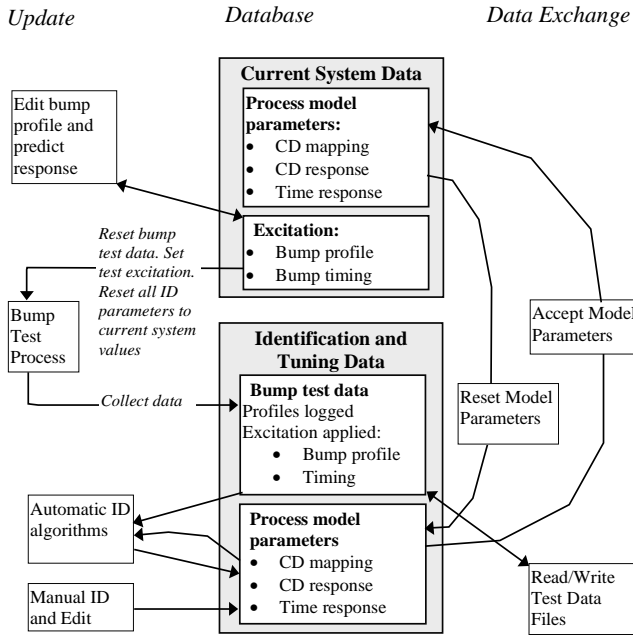 Update
Database
Data Exchange
Current System Data
Process model
parameters:
• CD mapping
• CD response
• Time response
Excitation:
• Bump profile
• Bump timing
Edit bump
profile and
predict
response
Reset bump
test data. Set
test excitation.
Reset all ID
parameters to
current system
values
Bump
Test
Process
Collect data
Identification and
Tuning Data
Bump test data
Profiles logged
Excitation applied:
• Bump profile
• Timing
Process model
parameters
• CD mapping
• CD response
• Time response
Automatic ID
algorithms
Manual ID
and Edit
Accept Model
Parameters
Reset Model
Parameters
Read/Write
Test Data
Files